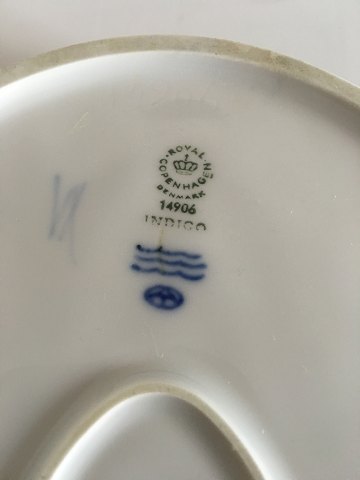 ROYAL COPENHAGEN
DENMARK
14906
INDIGO